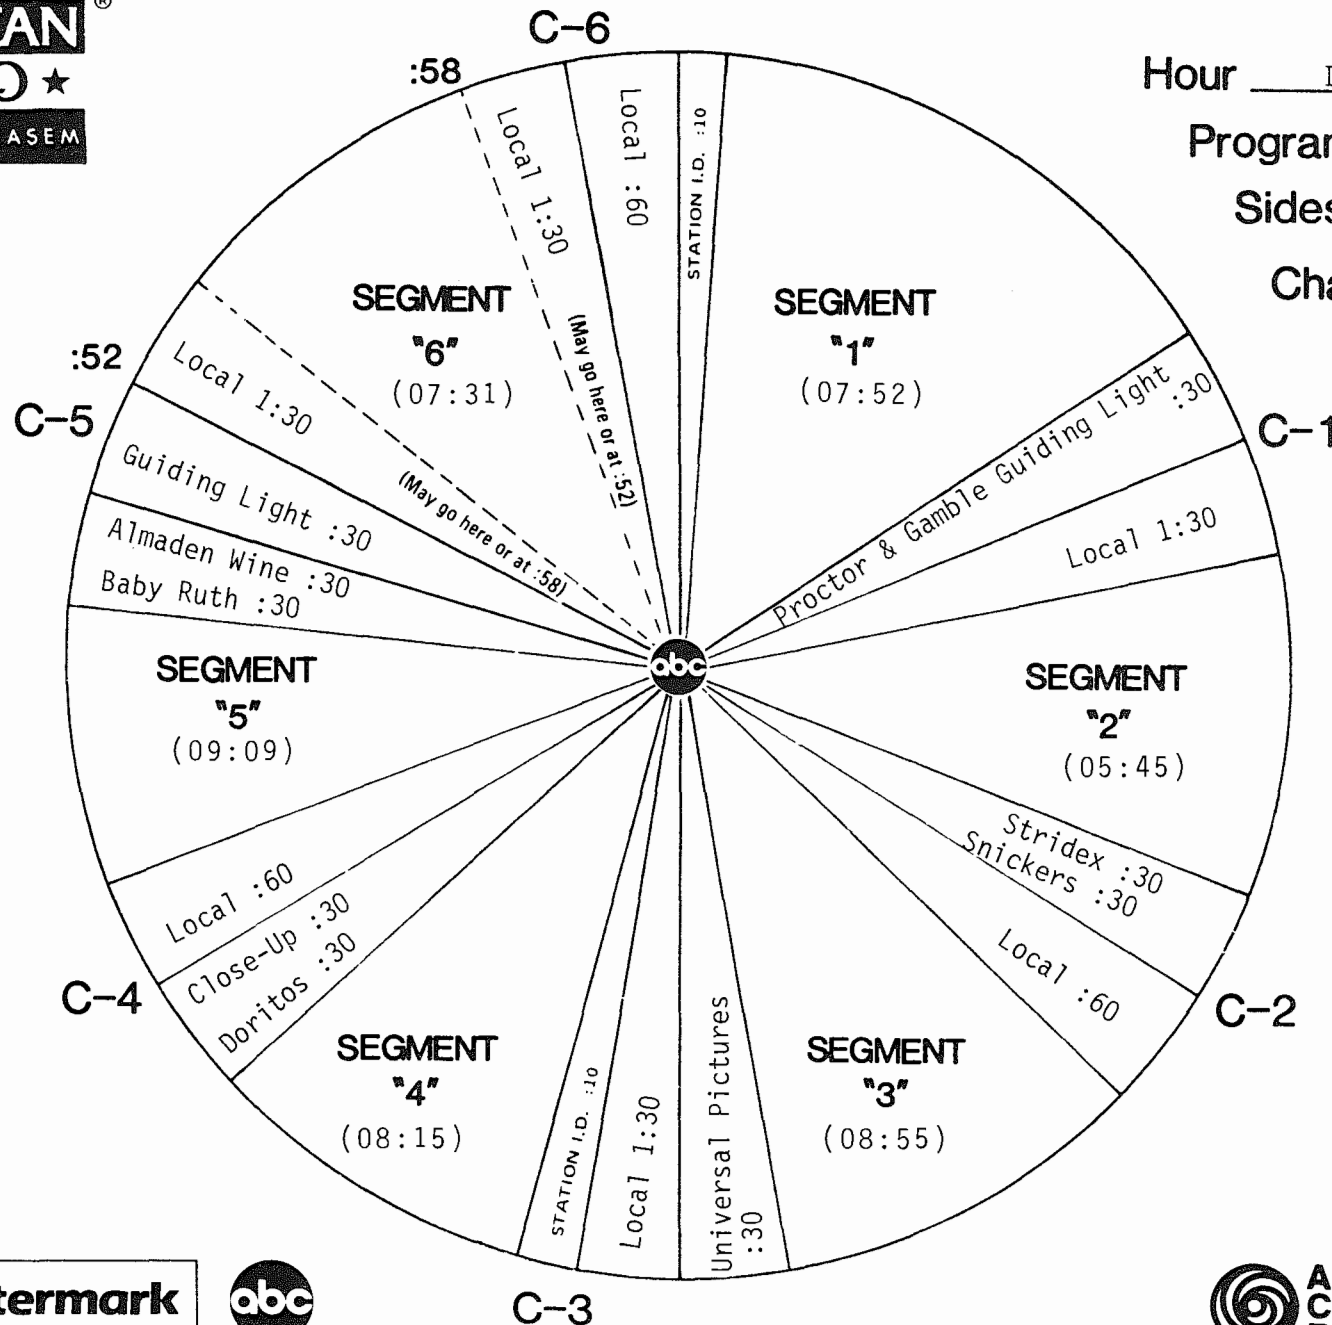 ®
C-6
:58
Hour
STATION I.D. :10
SEGMENT
"1"
(07:52)
Proctor & Gamble Guiding Light
:30
C-1
Local 1:30
SEGMENT
"2"
(05:45)
Stridex :30
Snickers :30
C-2
Local :60
SEGMENT
"3"
(08:55)
Universal Pictures
:30
C-3
Local 1:30
STATION I.D. :10
SEGMENT
"4"
(08:15)
Doritos :30
Close-Up :30
C-4
Local :60
SEGMENT
"5"
(09:09)
Baby Ruth :30
Almaden Wine :30
Guiding Light :30
C-5
:52
Local 1:30
(May go here or at :58)
SEGMENT
"6"
(07:31)
Local 1:30
(May go here or at :52)
Local :60
abc
abc